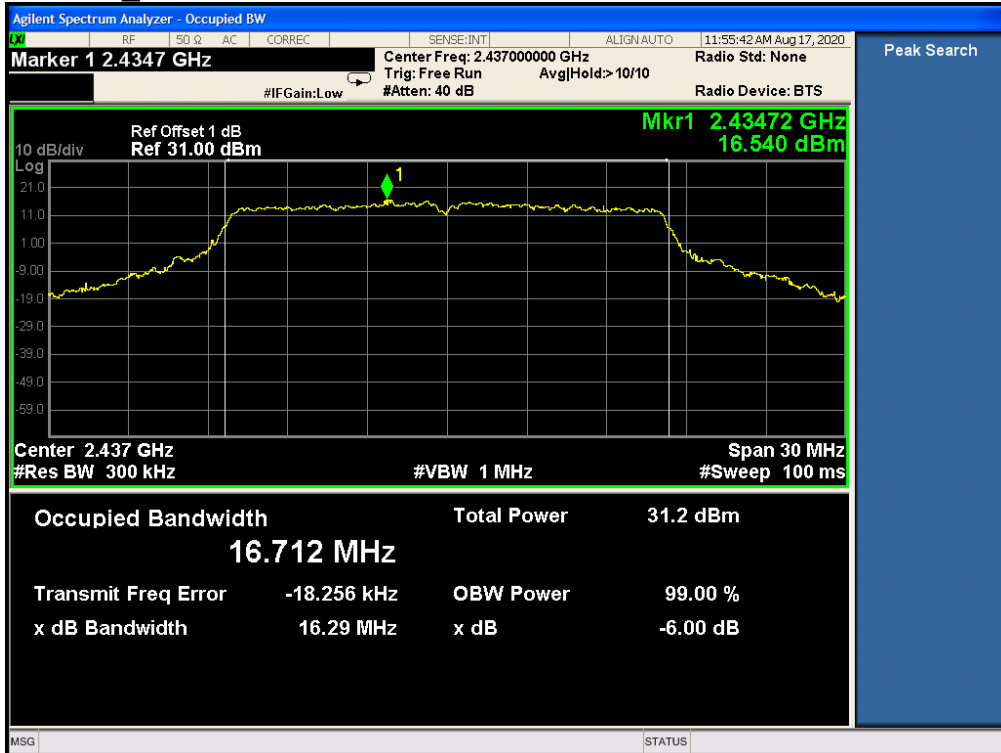 Agilent Spectrum Analyzer - Occupied BW
LXI RF 50 Ω AC CORREC SENSE:INT ALIGN AUTO 11:55:42 AM Aug 17, 2020
Marker 1 2.4347 GHz
Center Freq: 2.437000000 GHz
Radio Std: None
Trig: Free Run Avg|Hold:> 10/10
#IFGain:Low #Atten: 40 dB Radio Device: BTS
Peak Search
Mkr1 2.43472 GHz
16.540 dBm
Ref Offset 1 dB
10 dB/div Ref 31.00 dBm
Log
1
21.0
11.0
1.00
-9.00
-19.0
-29.0
-39.0
-49.0
-59.0
Center 2.437 GHz Span 30 MHz
#Res BW 300 kHz #VBW 1 MHz #Sweep 100 ms
Occupied Bandwidth Total Power 31.2 dBm
16.712 MHz
Transmit Freq Error -18.256 kHz OBW Power 99.00 %
x dB Bandwidth 16.29 MHz x dB -6.00 dB
MSG STATUS